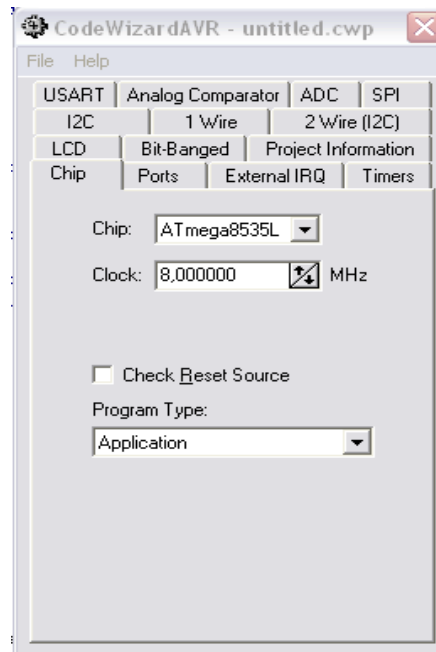 CodeWizardAVR - untitled.cwp
File Help
USART Analog Comparator ADC SPI
I2C 1 Wire 2 Wire (I2C)
LCD Bit-Banged Project Information
Chip Ports External IRQ Timers
Chip: ATmega8535L
Clock: 8,000000 MHz
Check Reset Source
Program Type:
Application